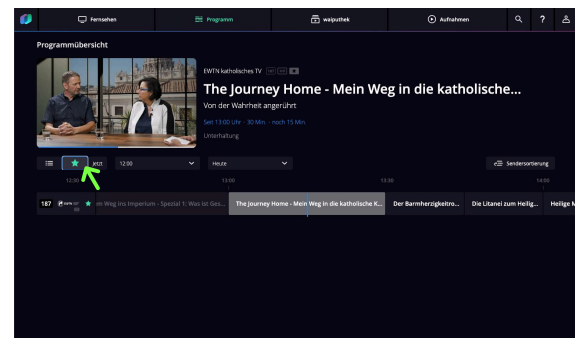 Fernsehen
Programm
waiputhek
Aufnahmen
?
Programmübersicht
EWTN katholisches TV
The Journey Home - Mein Weg in die katholische...
Von der Wahrheit angerührt
Seit 13:00 Uhr - 30 Min. - noch 15 Min.
Unterhaltung
Jetzt
12:00
Heute
Sendersortierung
12:30
13:00
13:30
14:00
187
m Weg ins Imperium - Spezial 1: Was ist Ges...
The Journey Home - Mein Weg in die katholische K...
Der Barmherzigkeitro...
Die Litanei zum Heilig...
Heilige M